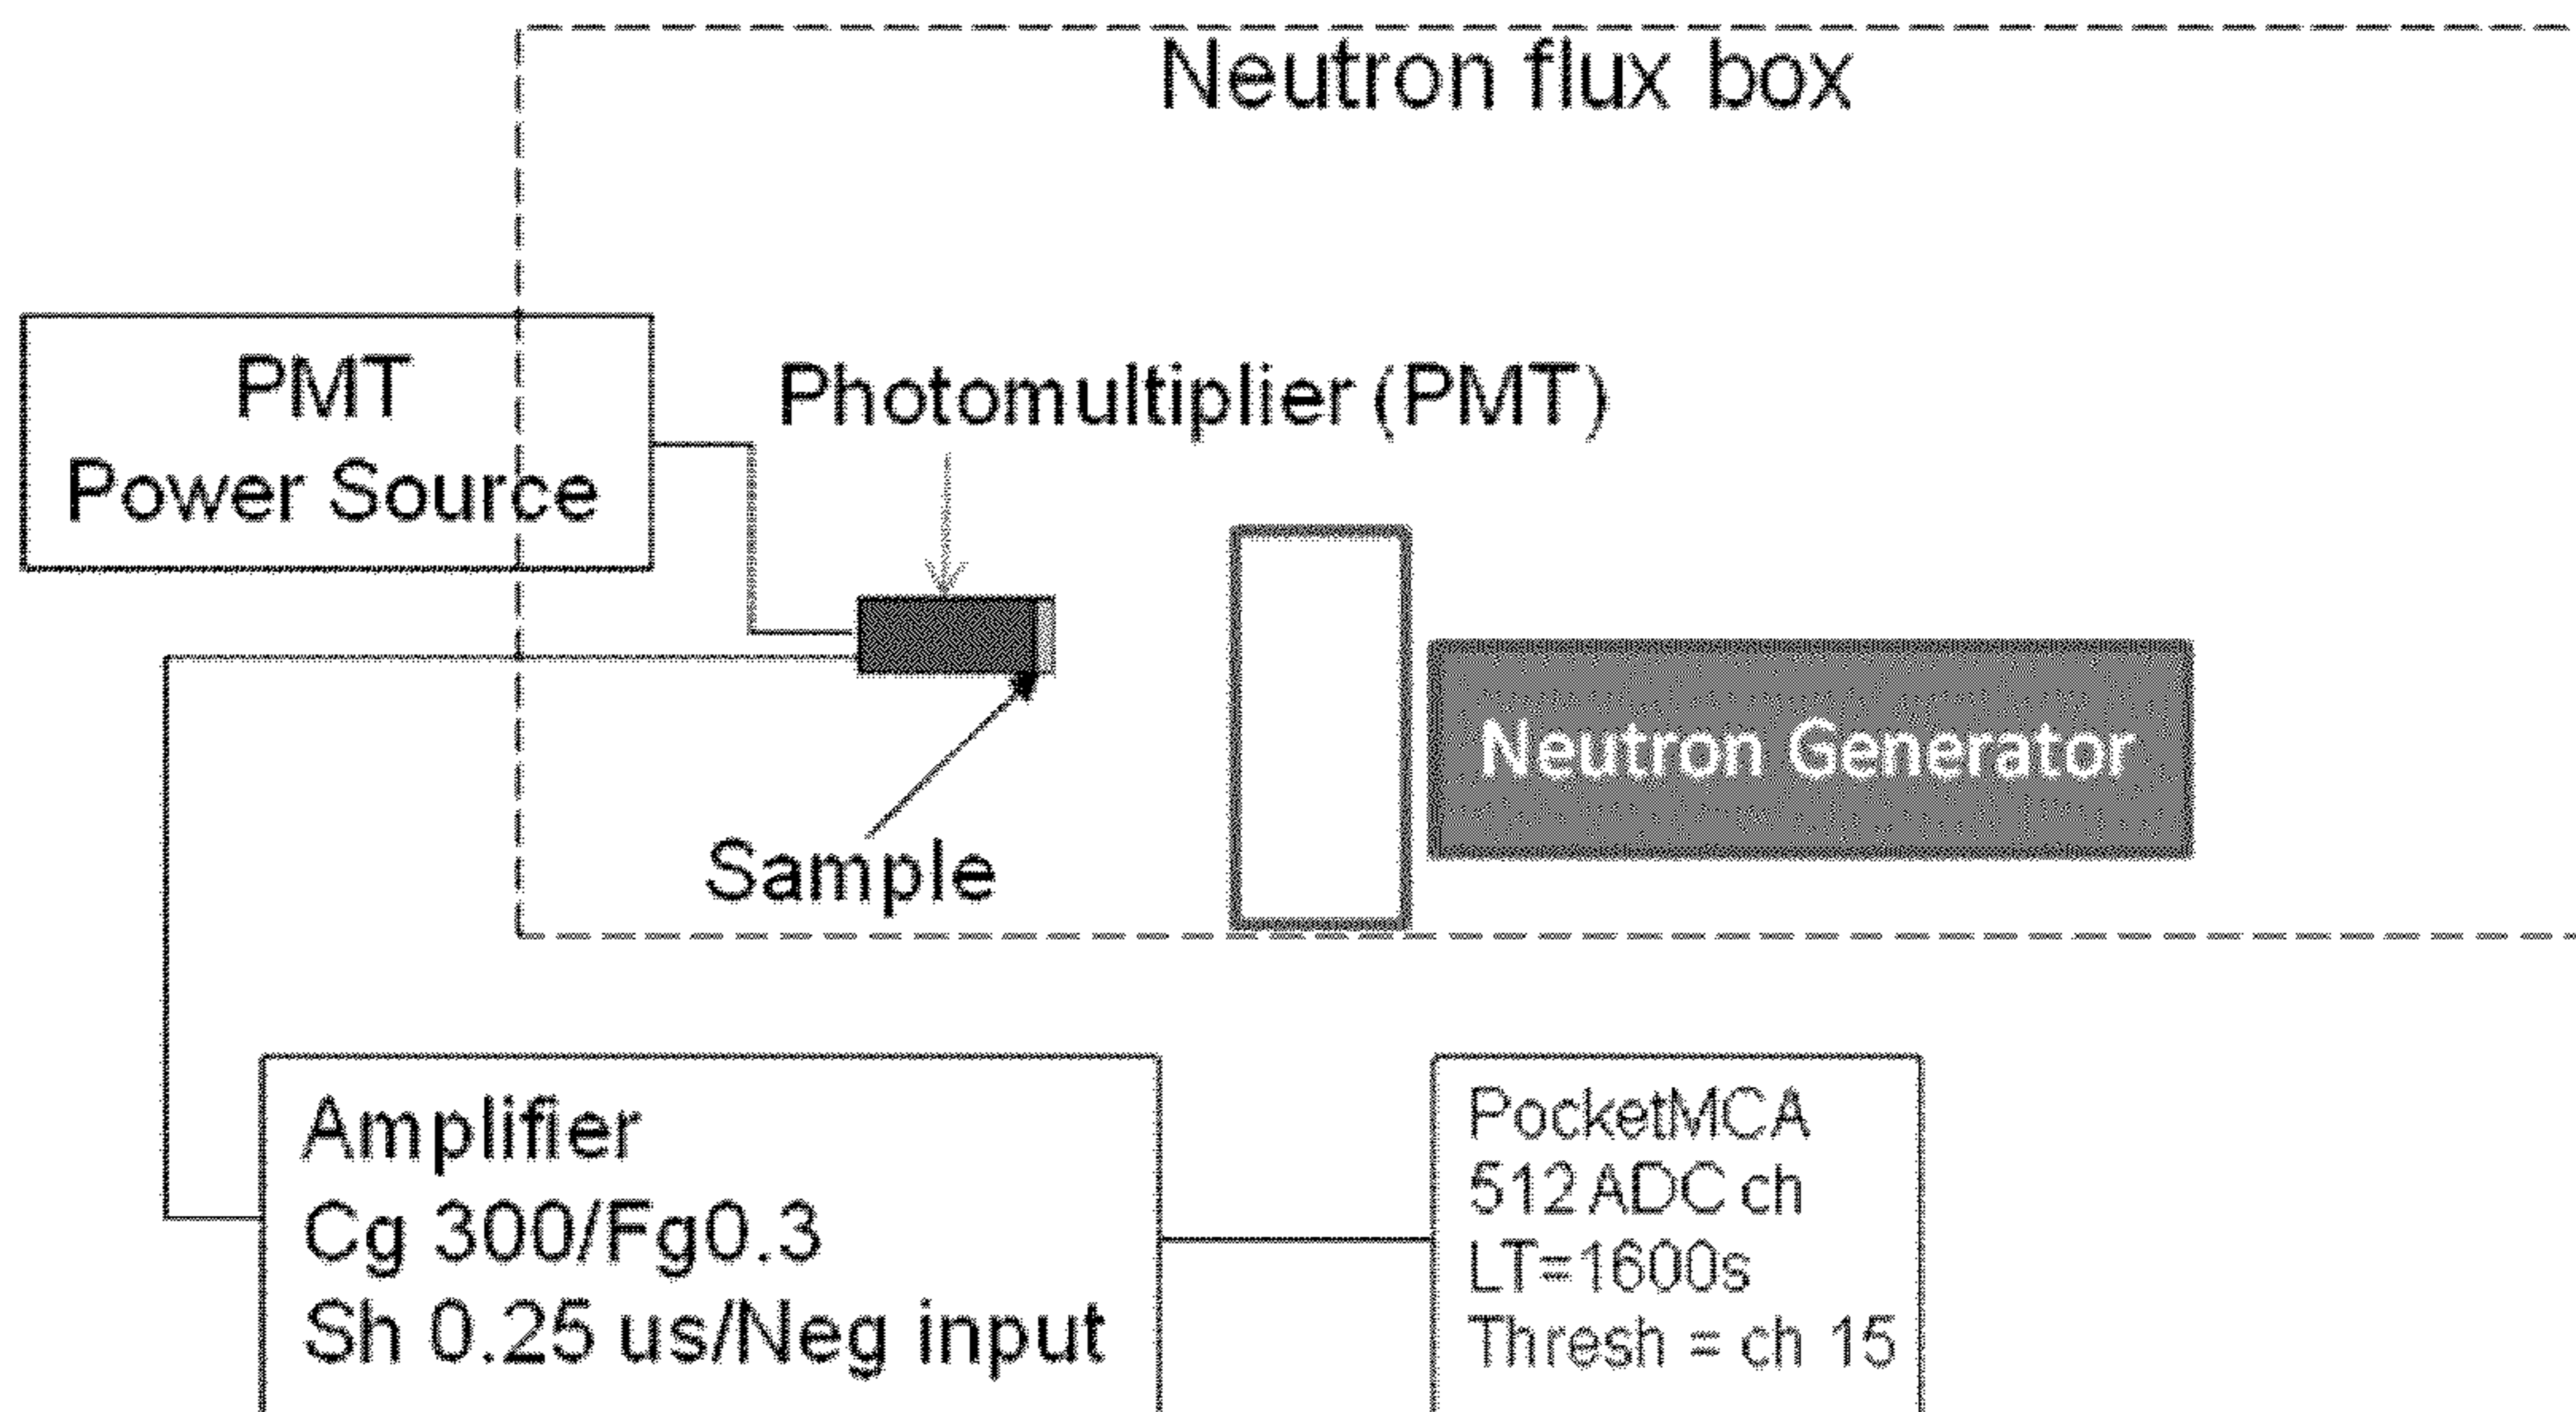 Neutron flux box
PMT
Power Source
Photomultiplier (PMT)
Neutron Generator
Sample
Amplifier
Cg 300/Fg0.3
Sh 0.25 us/Neg input
PocketMCA
512 ADC ch
LT=1600s
Thresh = ch 15